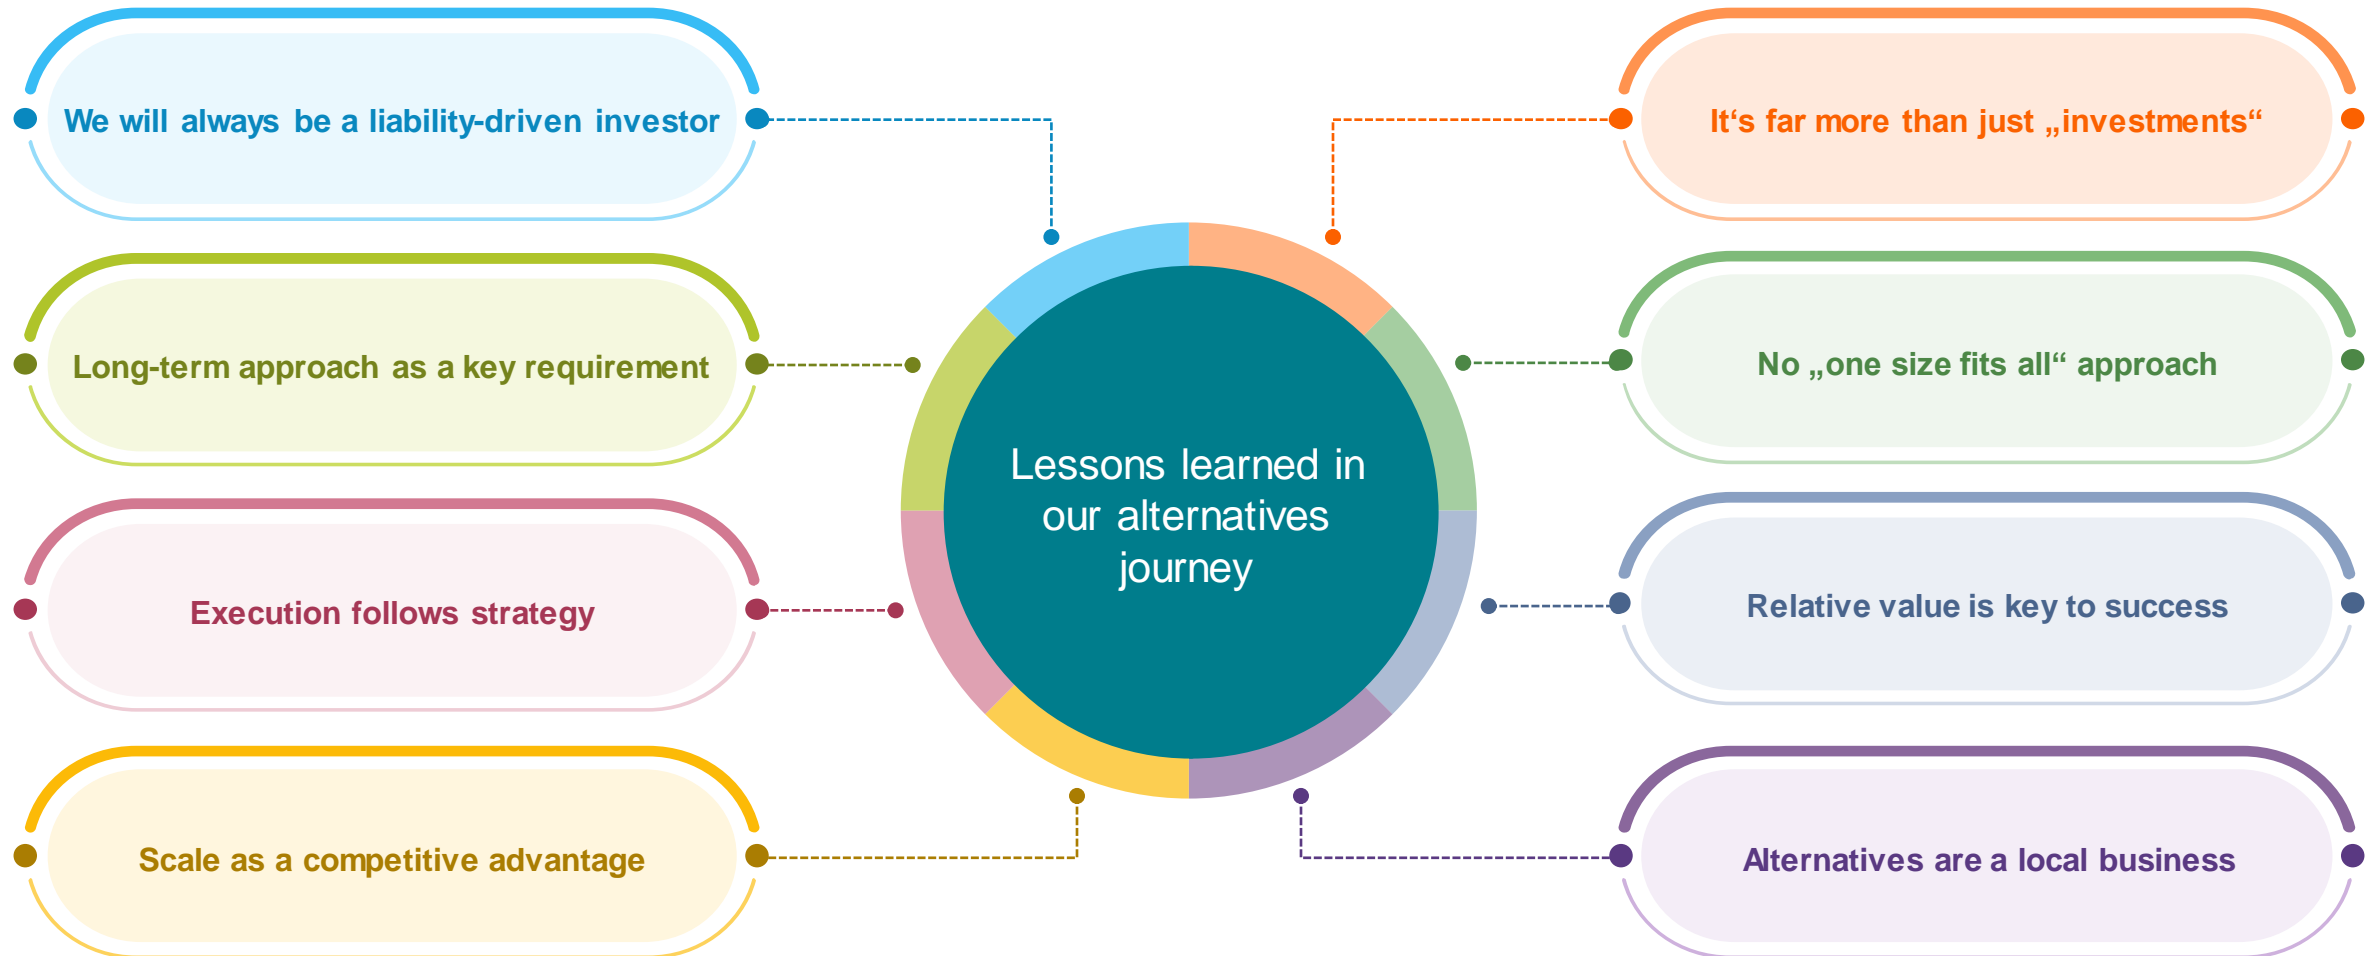 We will always be a liability-driven investor
Long-term approach as a key requirement
Execution follows strategy
Scale as a competitive advantage
Lessons learned in
our alternatives
journey
It‘s far more than just „investments“
No „one size fits all“ approach
Relative value is key to success
Alternatives are a local business